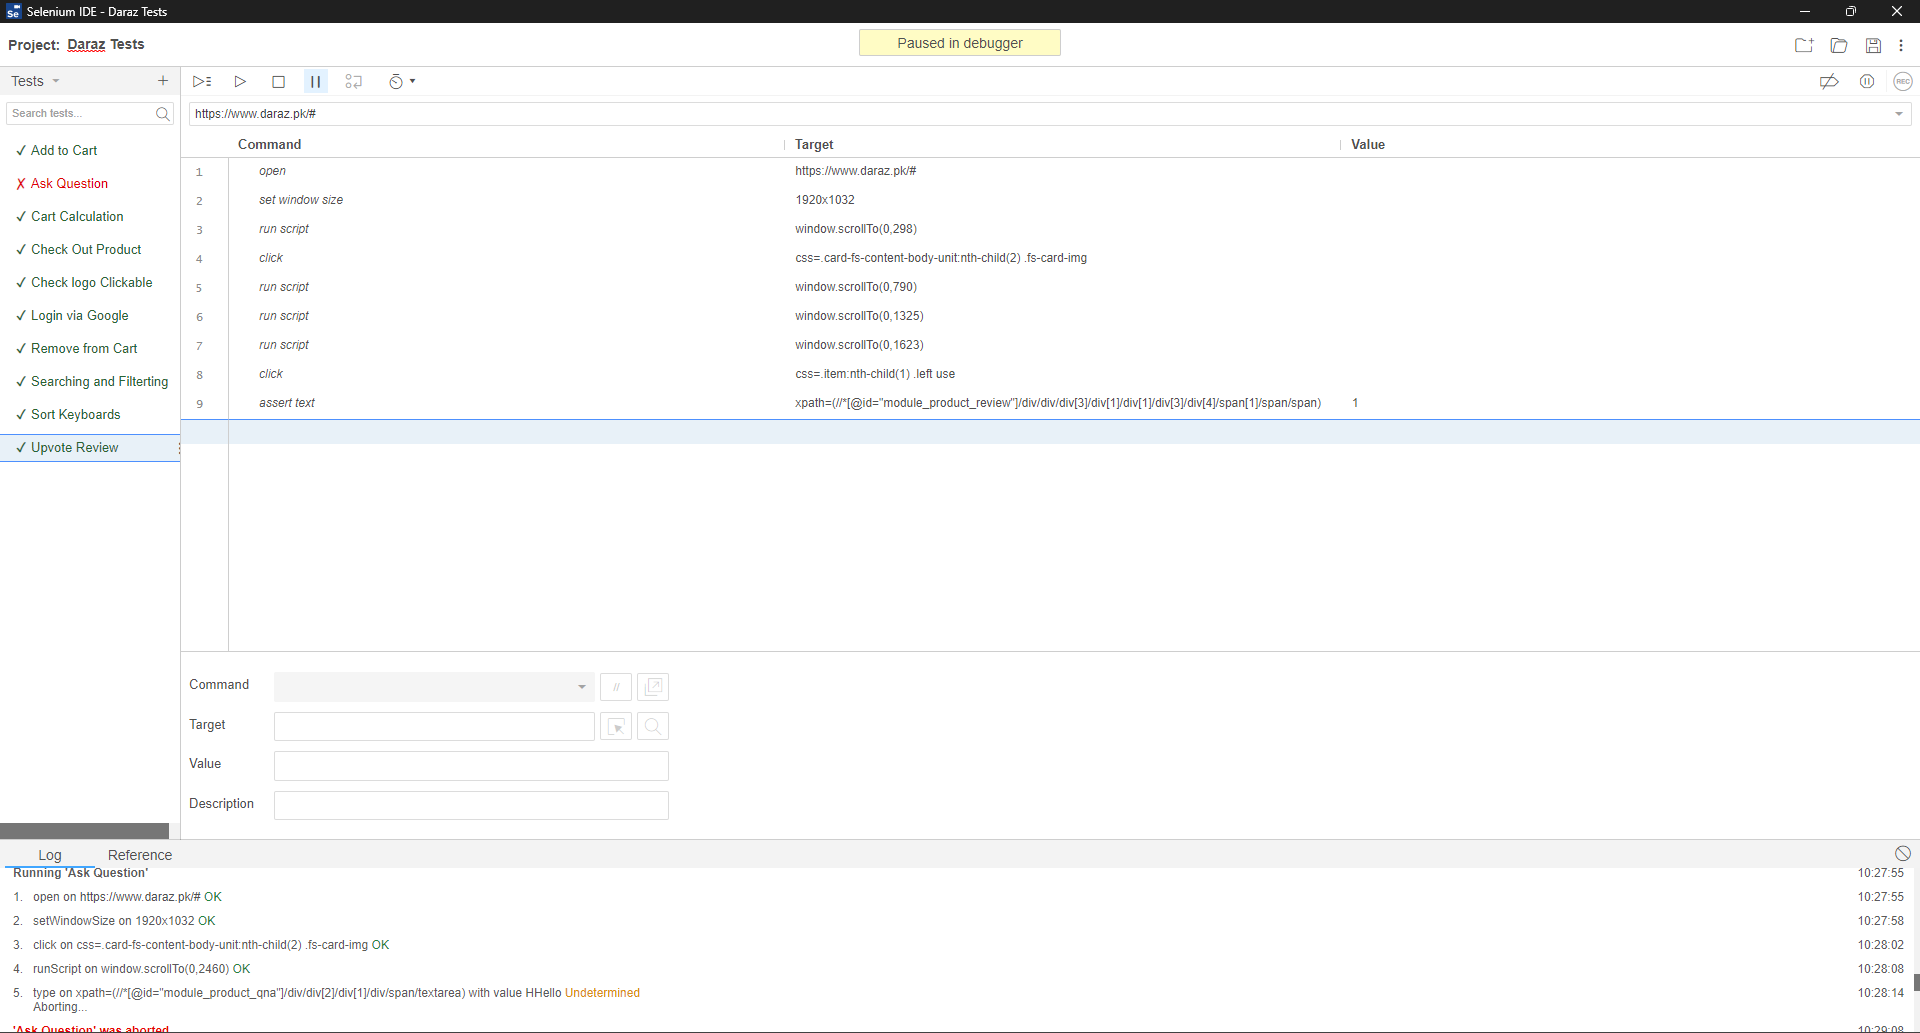 Se Selenium IDE - Daraz Tests
Project: Daraz Tests
Paused in debugger
Tests
REC
Search tests...
https://www.daraz.pk/#
Command Target Value
✓ Add to Cart
✗ Ask Question
✓ Cart Calculation
✓ Check Out Product
✓ Check logo Clickable
✓ Login via Google
✓ Remove from Cart
✓ Searching and Filterting
✓ Sort Keyboards
✓ Upvote Review
1 open https://www.daraz.pk/#
2 set window size 1920x1032
3 run script window.scrollTo(0,298)
4 click css=.card-fs-content-body-unit:nth-child(2) .fs-card-img
5 run script window.scrollTo(0,790)
6 run script window.scrollTo(0,1325)
7 run script window.scrollTo(0,1623)
8 click css=.item:nth-child(1) .left use
9 assert text xpath=(//*[@id="module_product_review"]/div/div/div[3]/div[1]/div[1]/div[3]/div[4]/span[1]/span/span) 1
Command //
Target
Value
Description
Log Reference
Running 'Ask Question' 10:27:55
1. open on https://www.daraz.pk/# OK 10:27:55
2. setWindowSize on 1920x1032 OK 10:27:58
3. click on css=.card-fs-content-body-unit:nth-child(2) .fs-card-img OK 10:28:02
4. runScript on window.scrollTo(0,2460) OK 10:28:08
5. type on xpath=(//*[@id="module_product_qna"]/div/div[2]/div[1]/div/span/textarea) with value HHello Undetermined 10:28:14
Aborting...
'Ask Question' was aborted 10:29:08